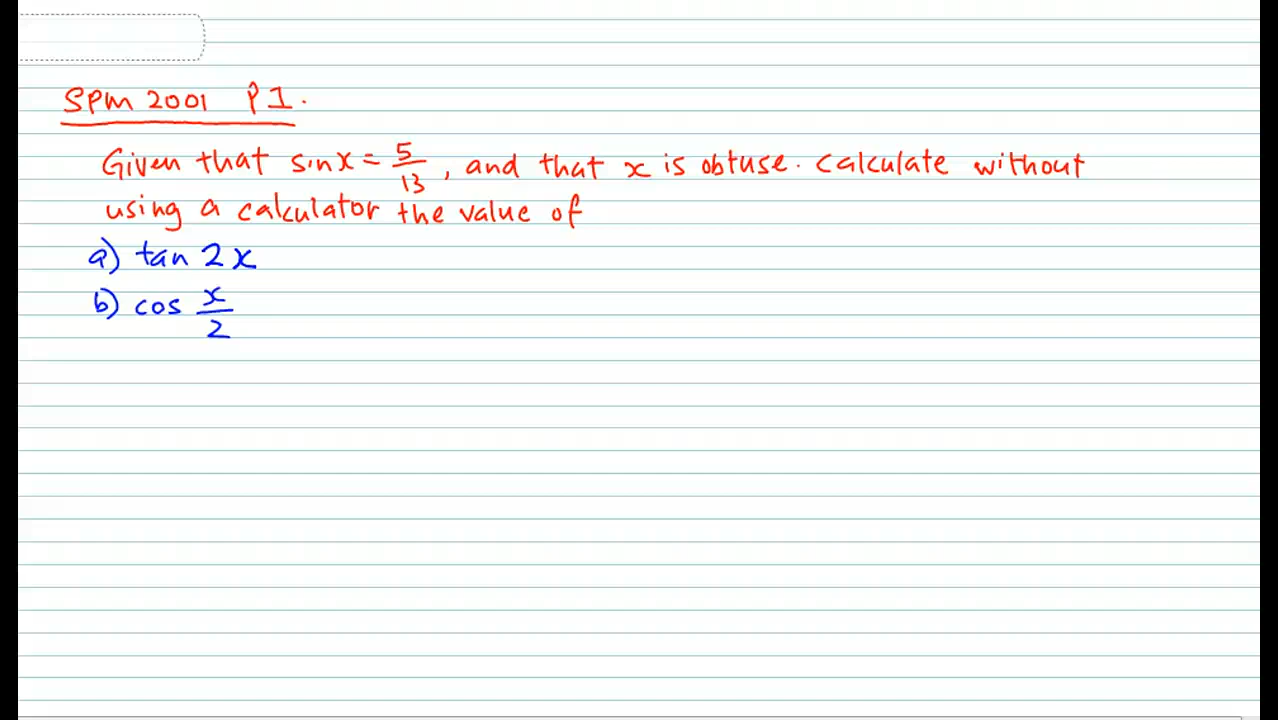 SPM 2001 P1.
Given that sinx = 5/13, and that x is obtuse. Calculate without
using a calculator the value of
a) tan 2x
b) cos x/2